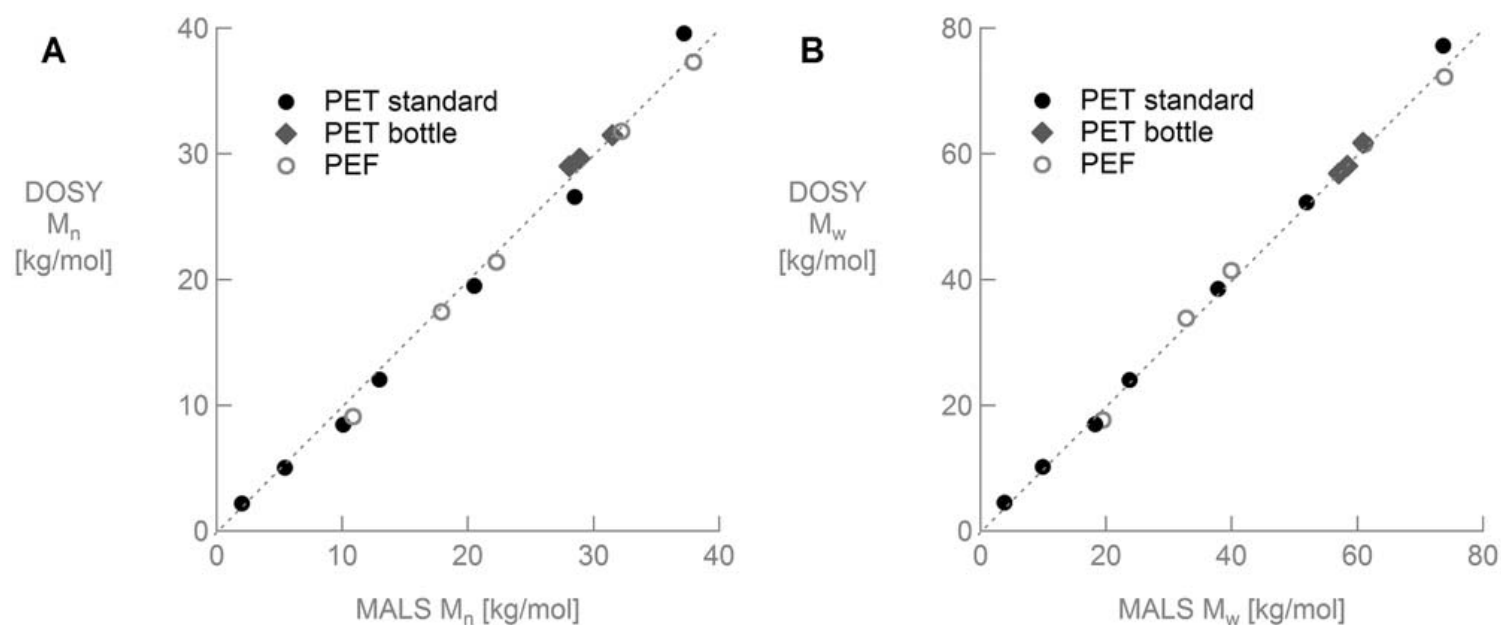 A
PET standard
PET bottle
PEF
DOSY
Mn
[kg/mol]
40
30
20
10
0
0 10 20 30 40
MALS Mn [kg/mol]
B
PET standard
PET bottle
PEF
DOSY
Mw
[kg/mol]
80
60
40
20
0
0 20 40 60 80
MALS Mw [kg/mol]